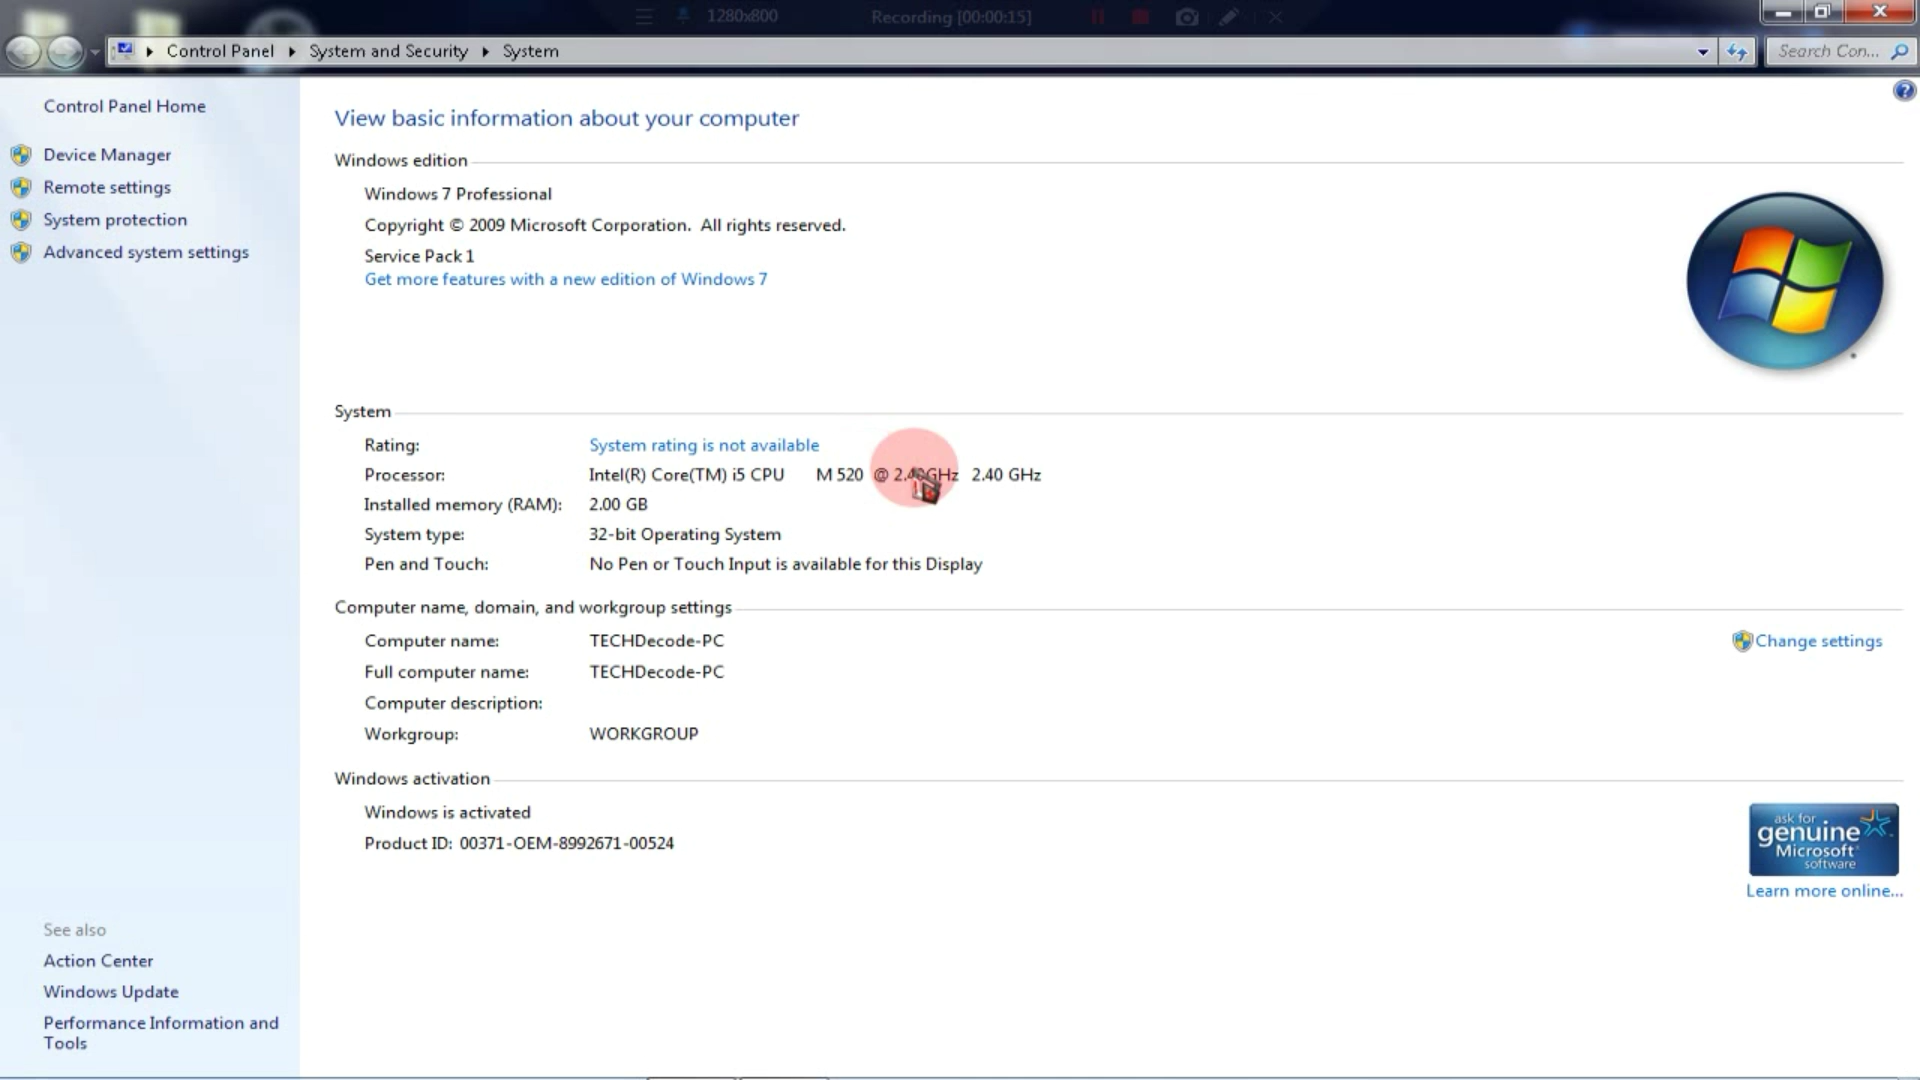 1280x800 Recording [00:00:15]
Control Panel System and Security System Search Con...
Control Panel Home
Device Manager
Remote settings
System protection
Advanced system settings
View basic information about your computer
Windows edition
Windows 7 Professional
Copyright © 2009 Microsoft Corporation. All rights reserved.
Service Pack 1
Get more features with a new edition of Windows 7
System
Rating: System rating is not available
Processor: Intel(R) Core(TM) i5 CPU M 520 @ 2.40GHz 2.40 GHz
Installed memory (RAM): 2.00 GB
System type: 32-bit Operating System
Pen and Touch: No Pen or Touch Input is available for this Display
Computer name, domain, and workgroup settings
Computer name: TECHDecode-PC
Change settings
Full computer name: TECHDecode-PC
Computer description:
Workgroup: WORKGROUP
Windows activation
Windows is activated
Product ID: 00371-OEM-8992671-00524
ask for
genuine
Microsoft
software
Learn more online...
See also
Action Center
Windows Update
Performance Information and
Tools